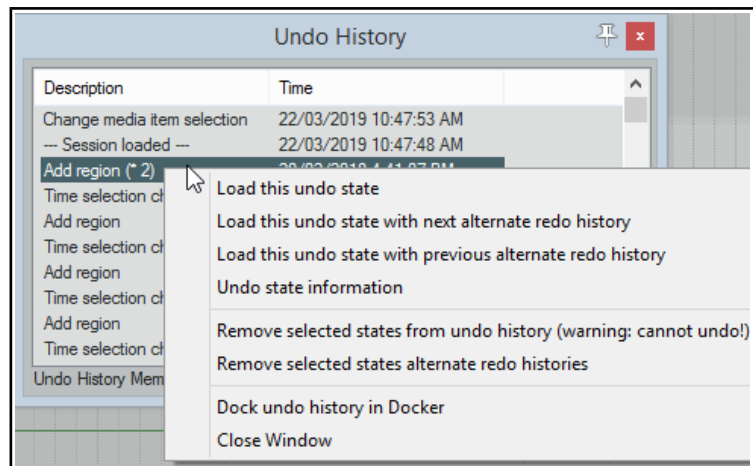 Undo History
Description Time
Change media item selection 22/03/2019 10:47:53 AM
--- Session loaded --- 22/03/2019 10:47:48 AM
Add region (* 2)
Time selection ch
Add region
Time selection ch
Add region
Time selection ch
Add region
Time selection ch
Undo History Mem
Load this undo state
Load this undo state with next alternate redo history
Load this undo state with previous alternate redo history
Undo state information
Remove selected states from undo history (warning: cannot undo!)
Remove selected states alternate redo histories
Dock undo history in Docker
Close Window